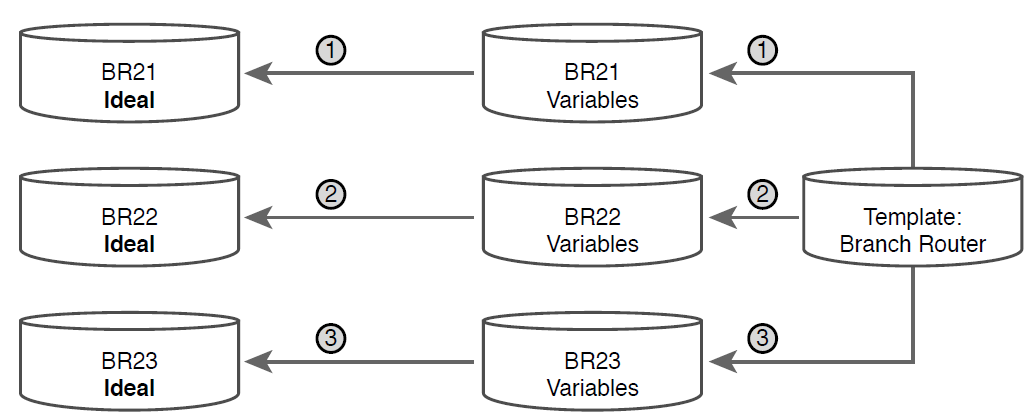 1
1
BR21
Ideal
BR21
Variables
2
2
BR22
Ideal
BR22
Variables
Template:
Branch Router
3
3
BR23
Ideal
BR23
Variables